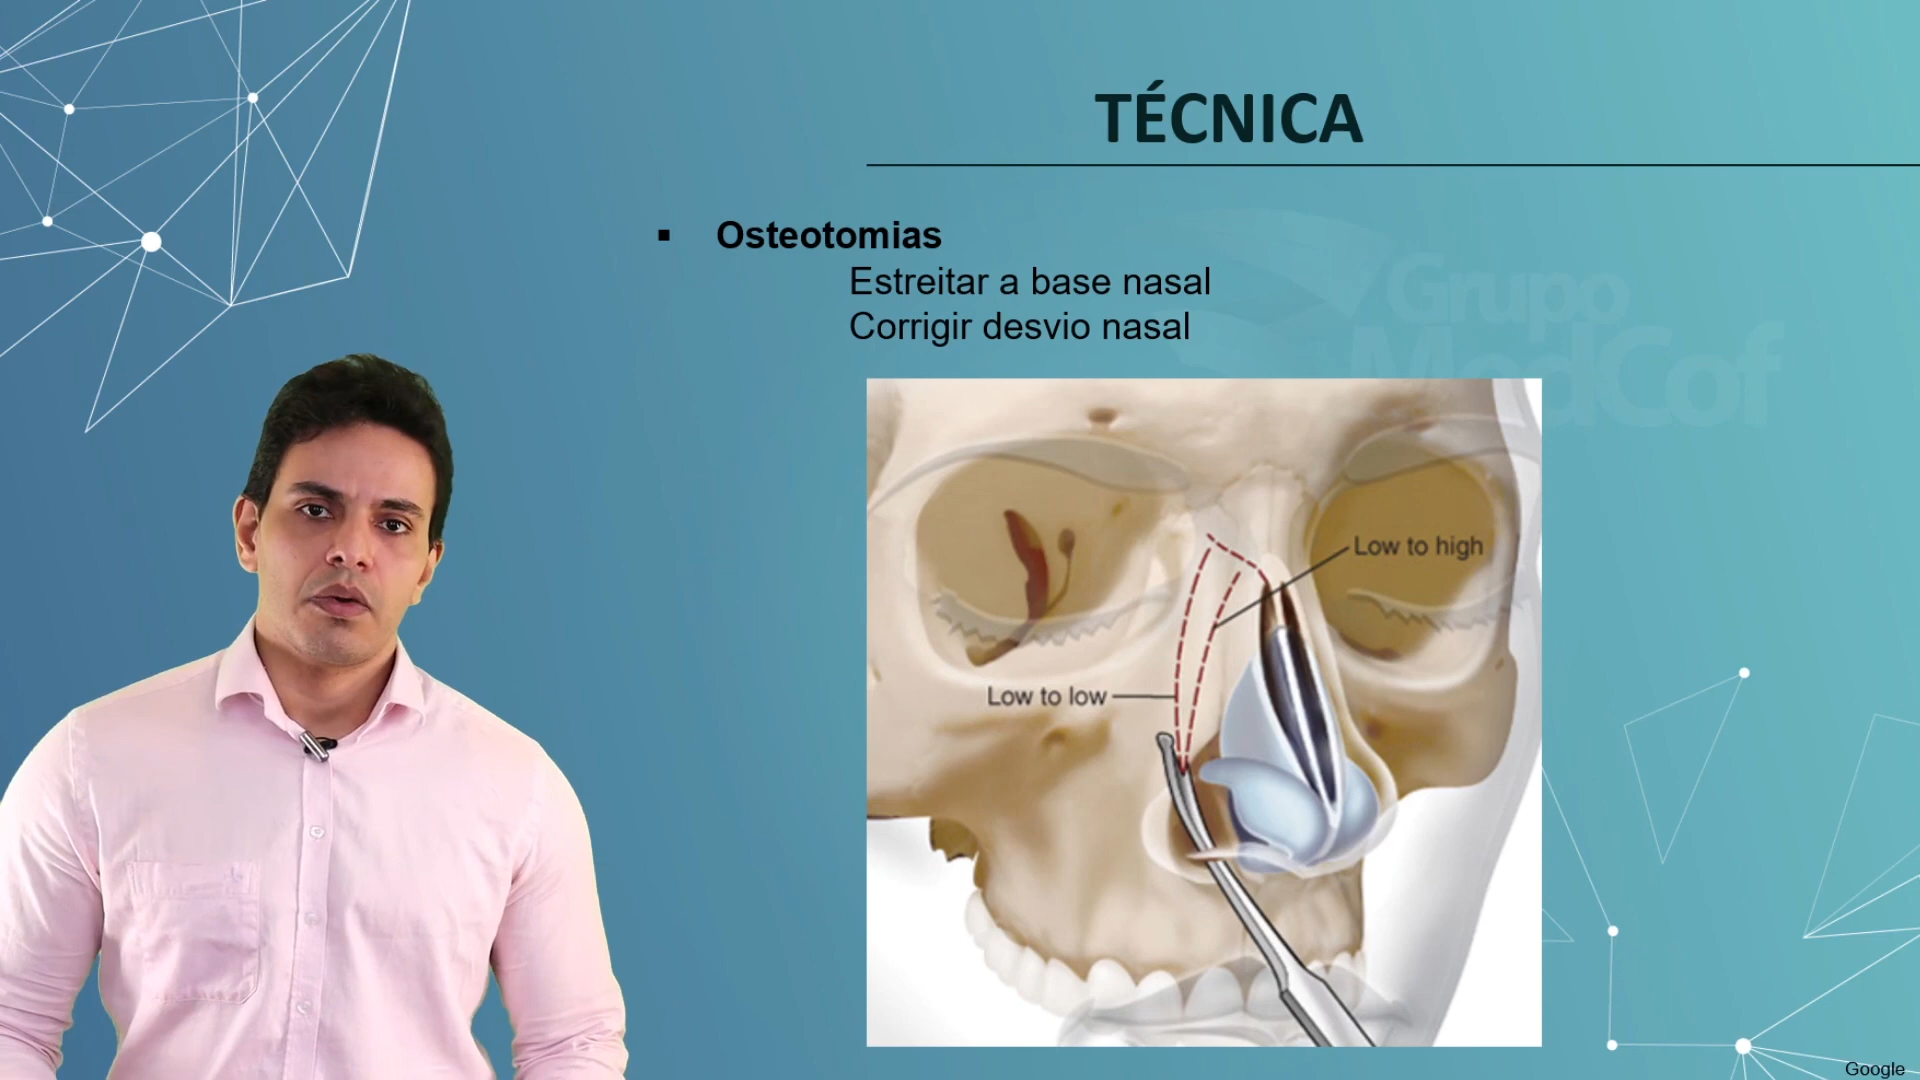 TÉCNICA
▪ Osteotomias
Estreitar a base nasal
Corrigir desvio nasal
Grupo
MedCof
Low to high
Low to low
Google